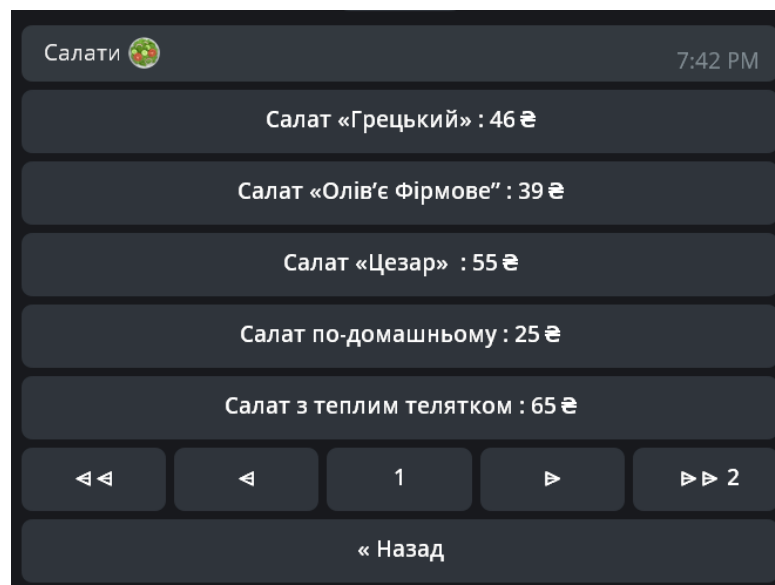 Салати 🥗
7:42 PM
Салат «Грецький» : 46 ₴
Салат «Олів’є Фірмове” : 39 ₴
Салат «Цезар»  : 55 ₴
Салат по-домашньому : 25 ₴
Салат з теплим телятком : 65 ₴
⩤⩤ ⩤ 1 ⩥ ⩥⩥ 2
« Назад